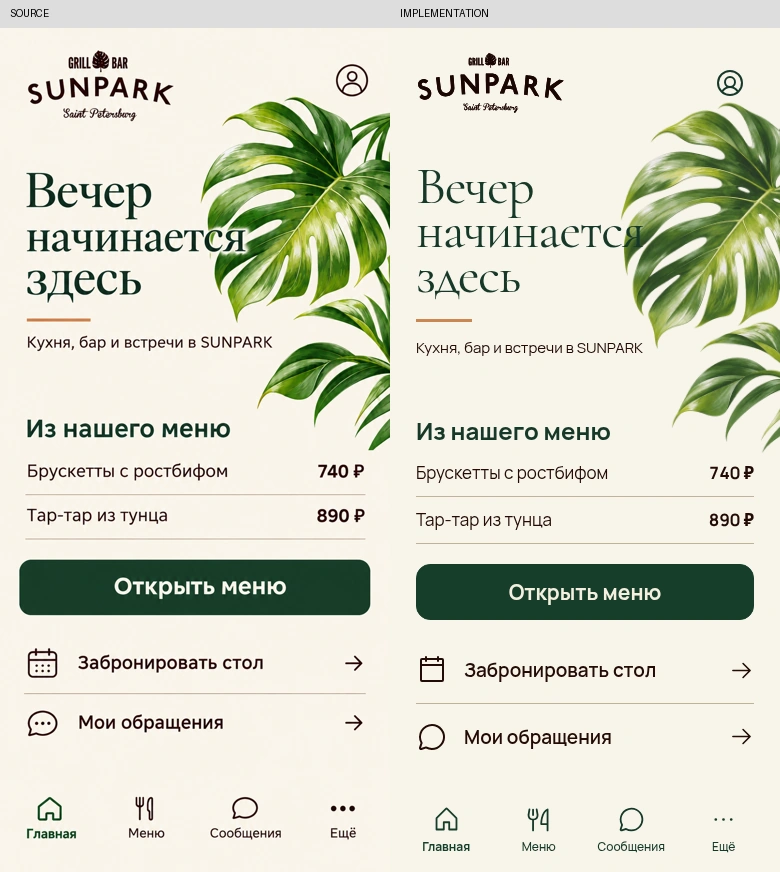 SOURCE
IMPLEMENTATION
GRILL BAR
SUNPARK
Saint Petersburg
Вечер
начинается
здесь
Кухня, бар и встречи в SUNPARK
Из нашего меню
Брускетты с ростбифом 740 ₽
Тар-тар из тунца 890 ₽
Открыть меню
Забронировать стол
Мои обращения
Главная
Меню
Сообщения
Ещё
GRILL BAR
SUNPARK
Saint Petersburg
Вечер
начинается
здесь
Кухня, бар и встречи в SUNPARK
Из нашего меню
Брускетты с ростбифом 740 ₽
Тар-тар из тунца 890 ₽
Открыть меню
Забронировать стол
Мои обращения
Главная
Меню
Сообщения
Ещё